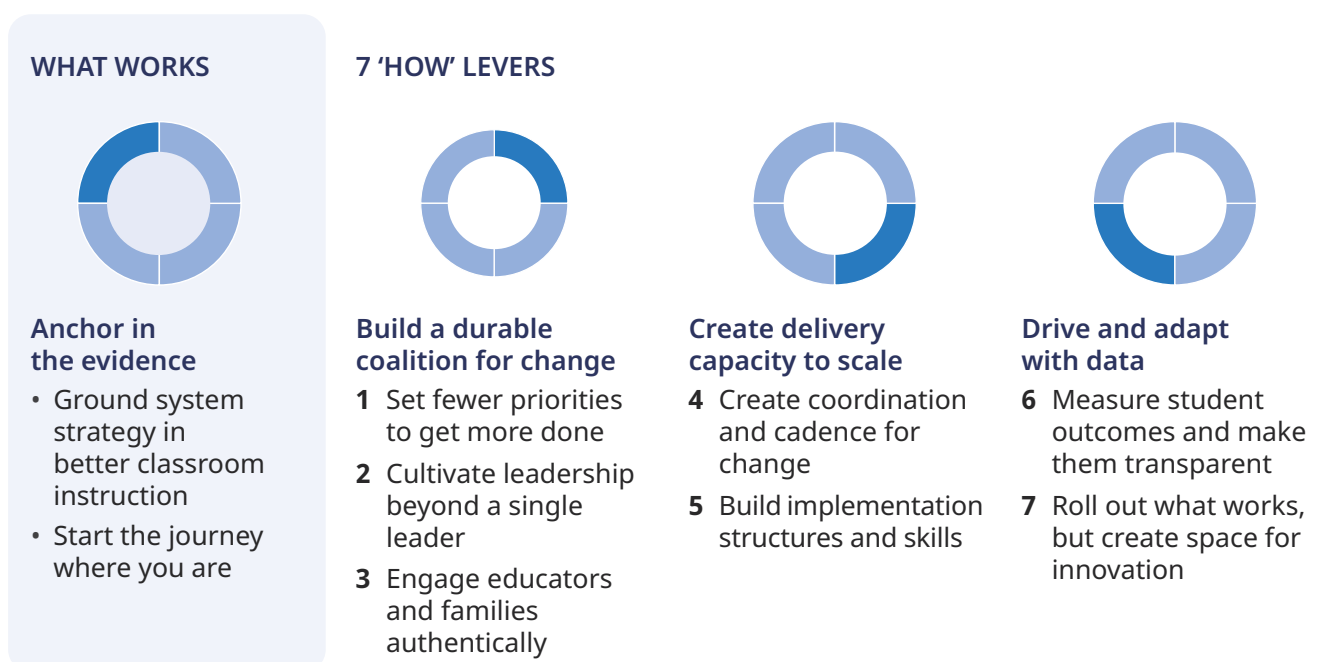 WHAT WORKS
Anchor in
the evidence
• Ground system
strategy in
better classroom
instruction
• Start the journey
where you are
7 ‘HOW’ LEVERS
Build a durable
coalition for change
1 Set fewer priorities
to get more done
2 Cultivate leadership
beyond a single
leader
3 Engage educators
and families
authentically
Create delivery
capacity to scale
4 Create coordination
and cadence for
change
5 Build implementation
structures and skills
Drive and adapt
with data
6 Measure student
outcomes and make
them transparent
7 Roll out what works,
but create space for
innovation